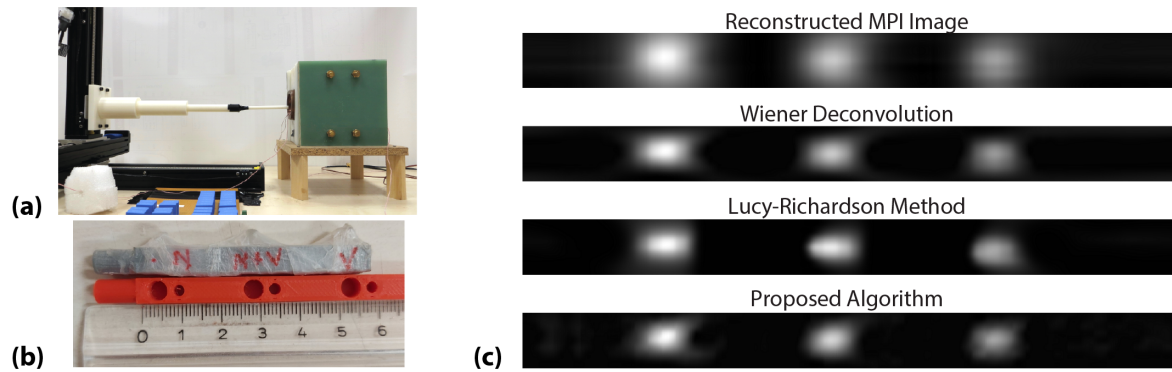 (a)
(b)
N N+V V
0 1 2 3 4 5 6
(c)
Reconstructed MPI Image
Wiener Deconvolution
Lucy-Richardson Method
Proposed Algorithm